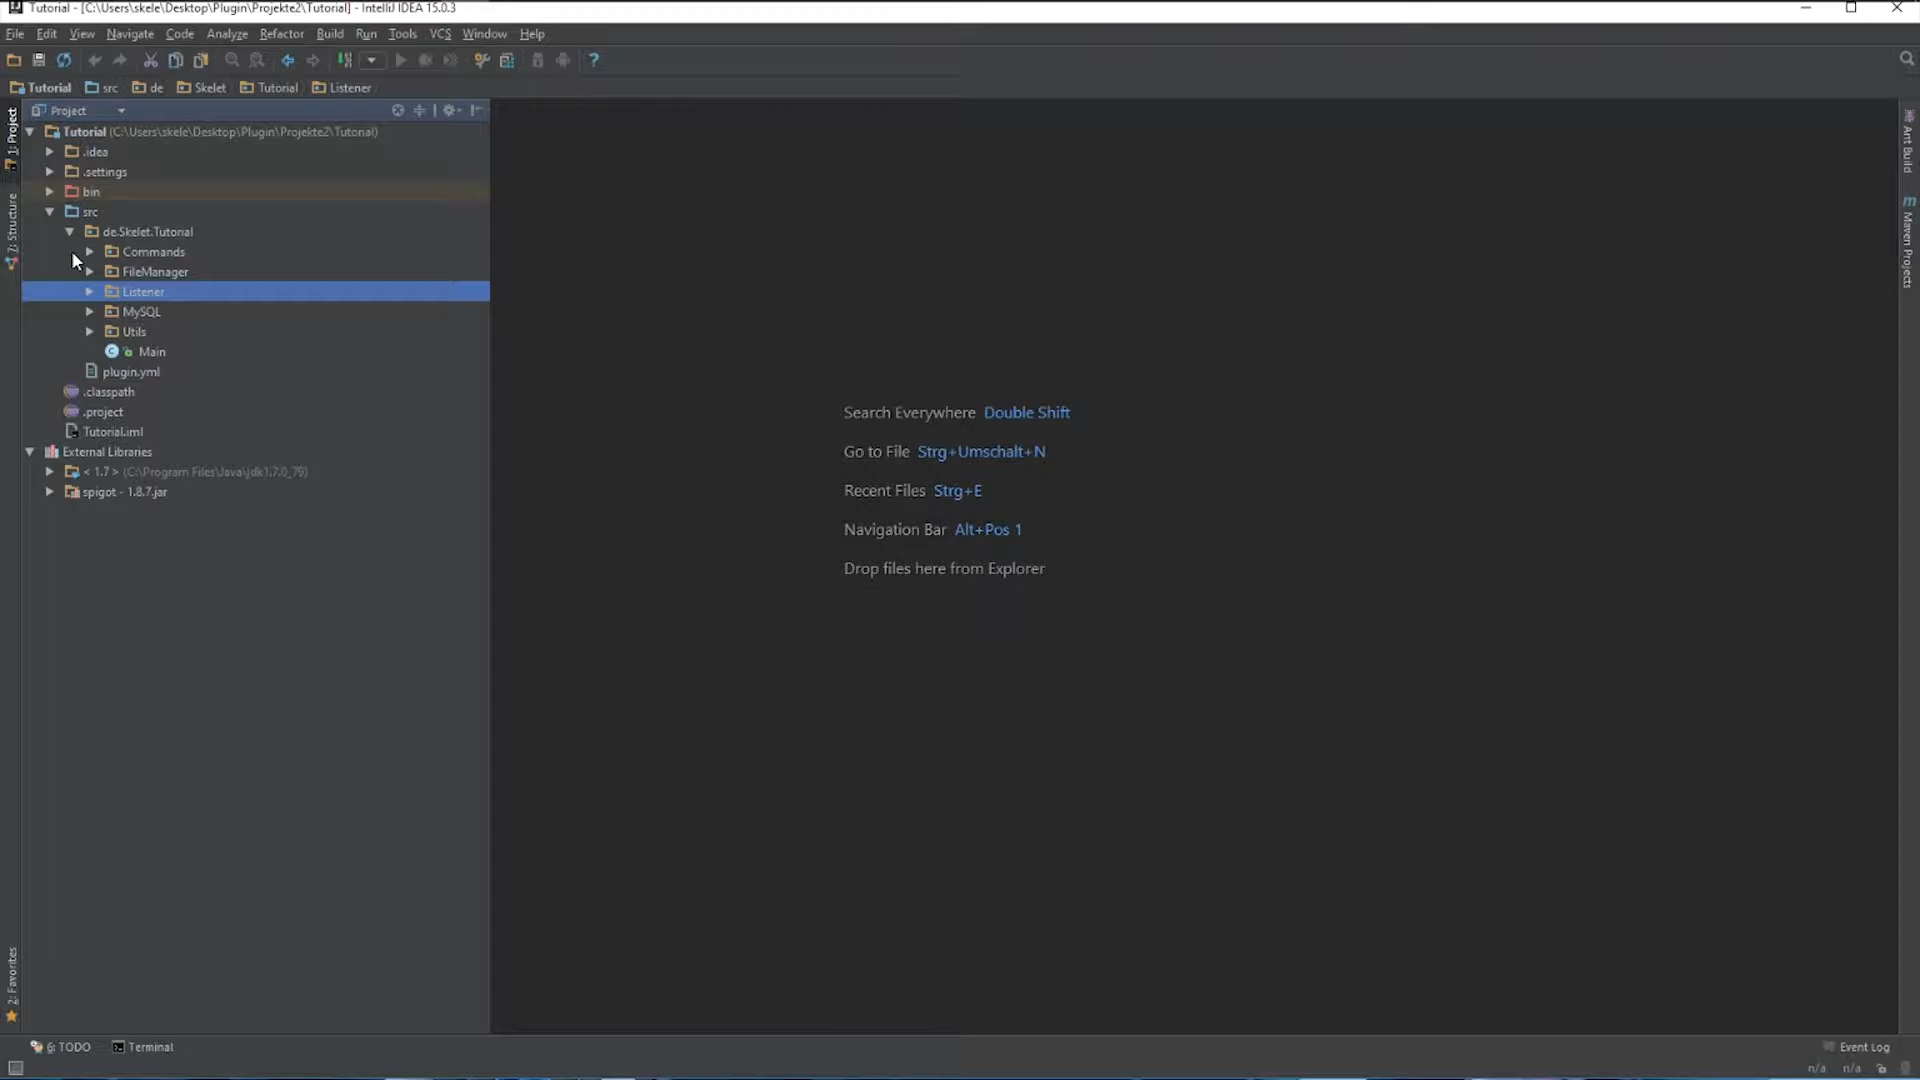 Tutorial - [C:\Users\skele\Desktop\Plugin\Projekte2\Tutorial] - IntelliJ IDEA 15.0.3
File Edit View Navigate Code Analyze Refactor Build Run Tools VCS Window Help
Tutorial src de Skelet Tutorial Listener
Project
Tutorial (C:\Users\skele\Desktop\Plugin\Projekte2\Tutorial)
.idea
.settings
bin
src
de.Skelet.Tutorial
Commands
FileManager
Listener
MySQL
Utils
Main
plugin.yml
.classpath
.project
Tutorial.iml
External Libraries
< 1.7 > (C:\Program Files\Java\jdk1.7.0_79)
spigot - 1.8.7.jar
1: Project
7: Structure
2: Favorites
Search Everywhere Double Shift
Go to File Strg+Umschalt+N
Recent Files Strg+E
Navigation Bar Alt+Pos 1
Drop files here from Explorer
Ant Build
Maven Projects
6: TODO Terminal
Event Log
n/a n/a